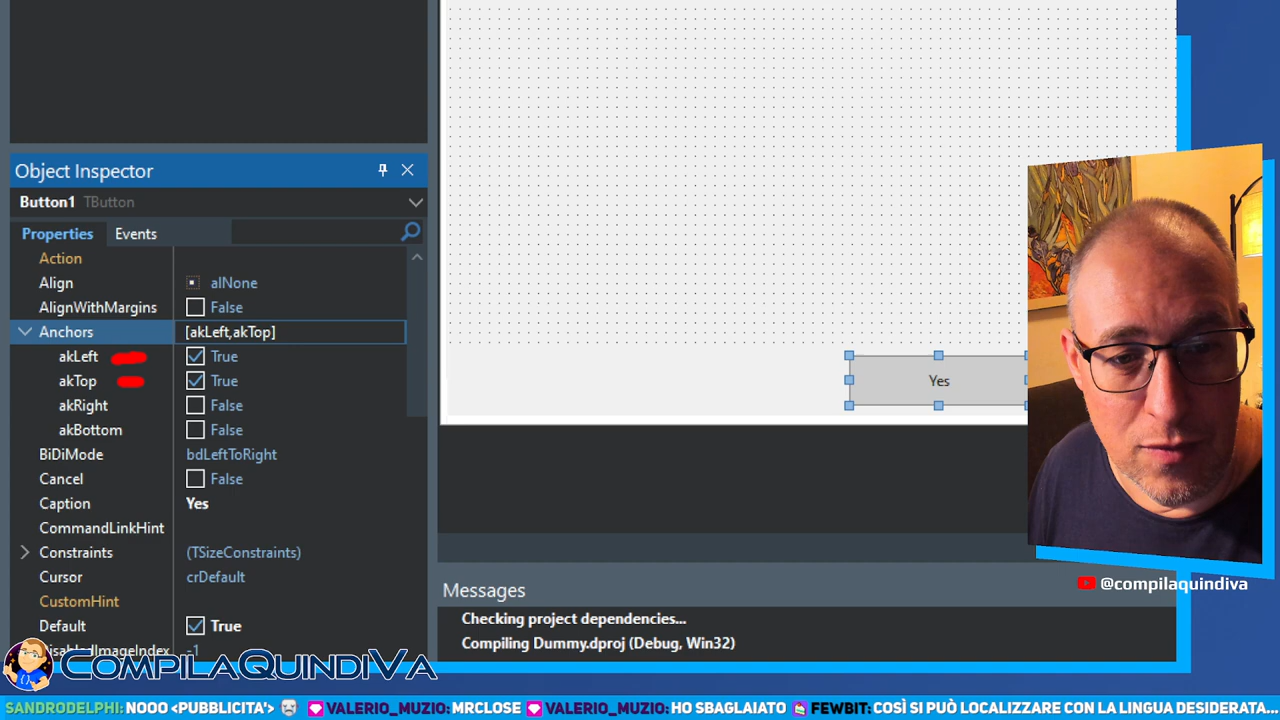 Object Inspector
Button1 TButton
Properties Events
Action
Align alNone
AlignWithMargins False
Anchors [akLeft,akTop]
akLeft True
akTop True
akRight False
akBottom False
BiDiMode bdLeftToRight
Cancel False
Caption Yes
CommandLinkHint
Constraints (TSizeConstraints)
Cursor crDefault
CustomHint
Default True
DisabledImageIndex -1
Yes
Messages
Checking project dependencies...
Compiling Dummy.dproj (Debug, Win32)
@compilaquindiva
COMPILAQUINDIVA
SANDRODELPHI: NOOO <PUBBLICITA'> VALERIO_MUZIO: MRCLOSE VALERIO_MUZIO: HO SBAGLAIATO FEWBIT: COSÌ SI PUÒ LOCALIZZARE CON LA LINGUA DESIDERATA...